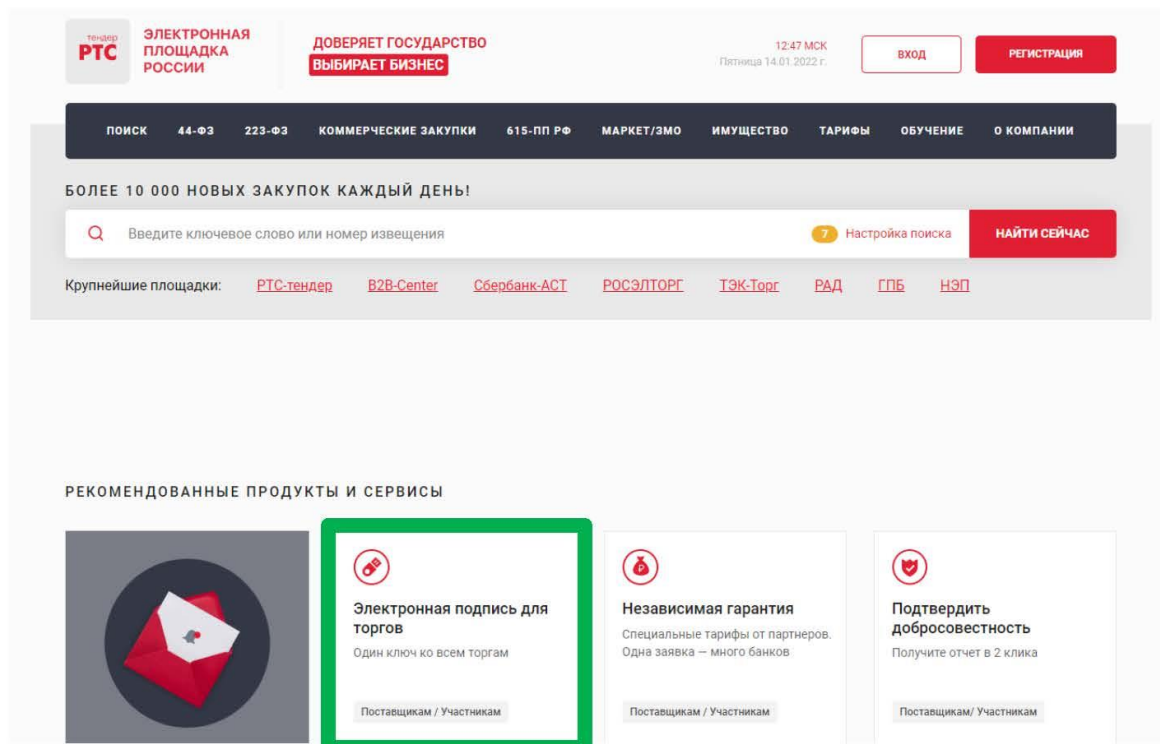 тендер
РТС
ЭЛЕКТРОННАЯ
ПЛОЩАДКА
РОССИИ
ДОВЕРЯЕТ ГОСУДАРСТВО
ВЫБИРАЕТ БИЗНЕС
12:47 МСК
Пятница 14.01.2022 г.
ВХОД
РЕГИСТРАЦИЯ
ПОИСК 44-ФЗ 223-ФЗ КОММЕРЧЕСКИЕ ЗАКУПКИ 615-ПП РФ МАРКЕТ/ЗМО ИМУЩЕСТВО ТАРИФЫ ОБУЧЕНИЕ О КОМПАНИИ
БОЛЕЕ 10 000 НОВЫХ ЗАКУПОК КАЖДЫЙ ДЕНЬ!
Введите ключевое слово или номер извещения 7 Настройка поиска НАЙТИ СЕЙЧАС
Крупнейшие площадки: РТС-тендер B2B-Center Сбербанк-АСТ РОСЭЛТОРГ ТЭК-Торг РАД ГПБ НЭП
РЕКОМЕНДОВАННЫЕ ПРОДУКТЫ И СЕРВИСЫ
Электронная подпись для
торгов
Один ключ ко всем торгам
Поставщикам / Участникам
Независимая гарантия
Специальные тарифы от партнеров.
Одна заявка — много банков
Поставщикам / Участникам
Подтвердить
добросовестность
Получите отчет в 2 клика
Поставщикам/ Участникам